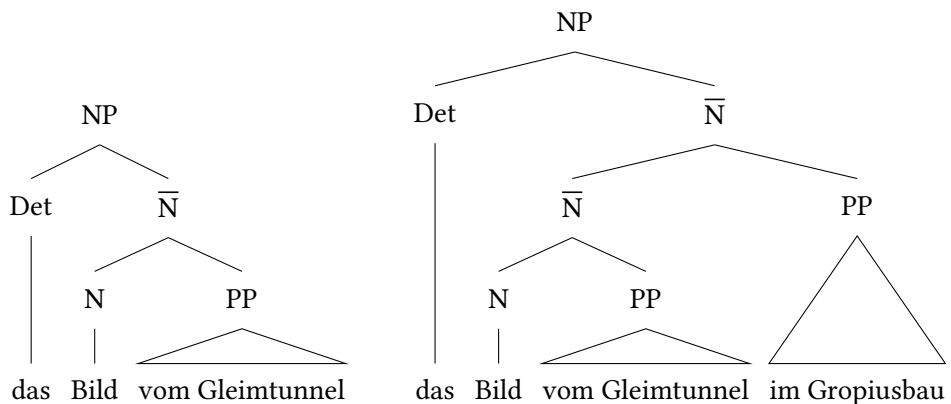 NP
NP
Det
N̅
Det
N̅
N̅
PP
N
PP
N
PP
das Bild vom Gleimtunnel
das Bild vom Gleimtunnel im Gropiusbau